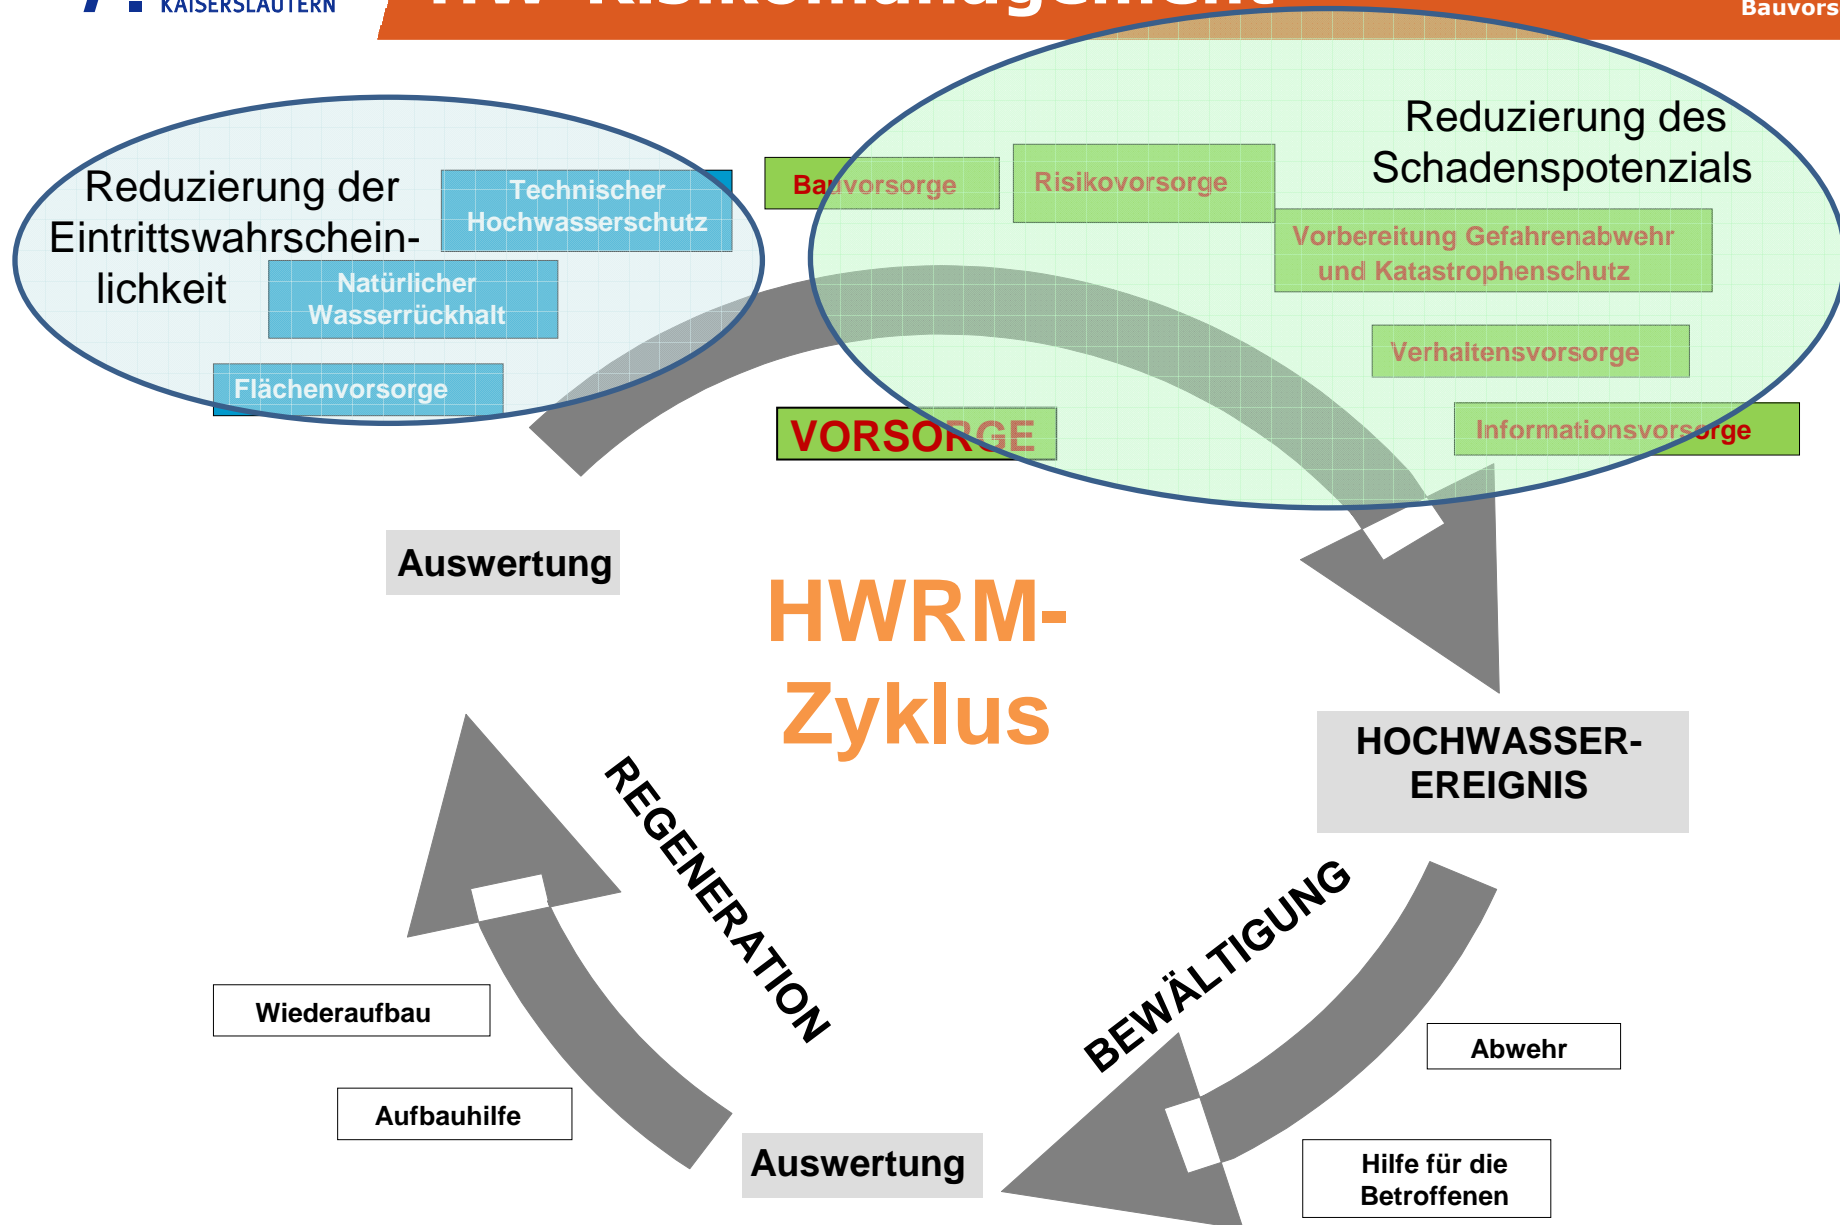 KAISERSLAUTERN
HW-Risikomanagement
Bauvors
Reduzierung der
Eintrittswahrschein-
lichkeit
Technischer
Hochwasserschutz
Natürlicher
Wasserrückhalt
Flächenvorsorge
Bauvorsorge
Risikovorsorge
Reduzierung des
Schadenspotenzials
Vorbereitung Gefahrenabwehr
und Katastrophenschutz
Verhaltensvorsorge
Informationsvorsorge
VORSORGE
Auswertung
HWRM-
Zyklus
HOCHWASSER-
EREIGNIS
REGENERATION
BEWÄLTIGUNG
Wiederaufbau
Aufbauhilfe
Auswertung
Abwehr
Hilfe für die
Betroffenen